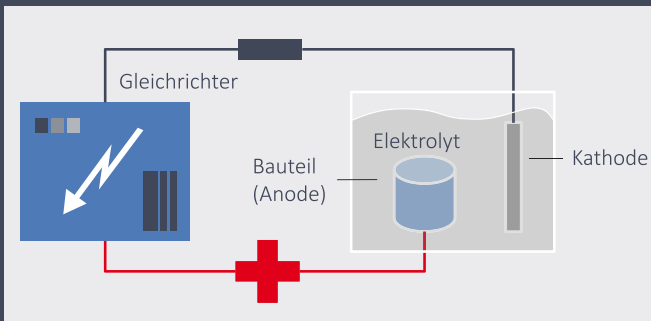 Gleichrichter
Elektrolyt
Bauteil
(Anode)
Kathode